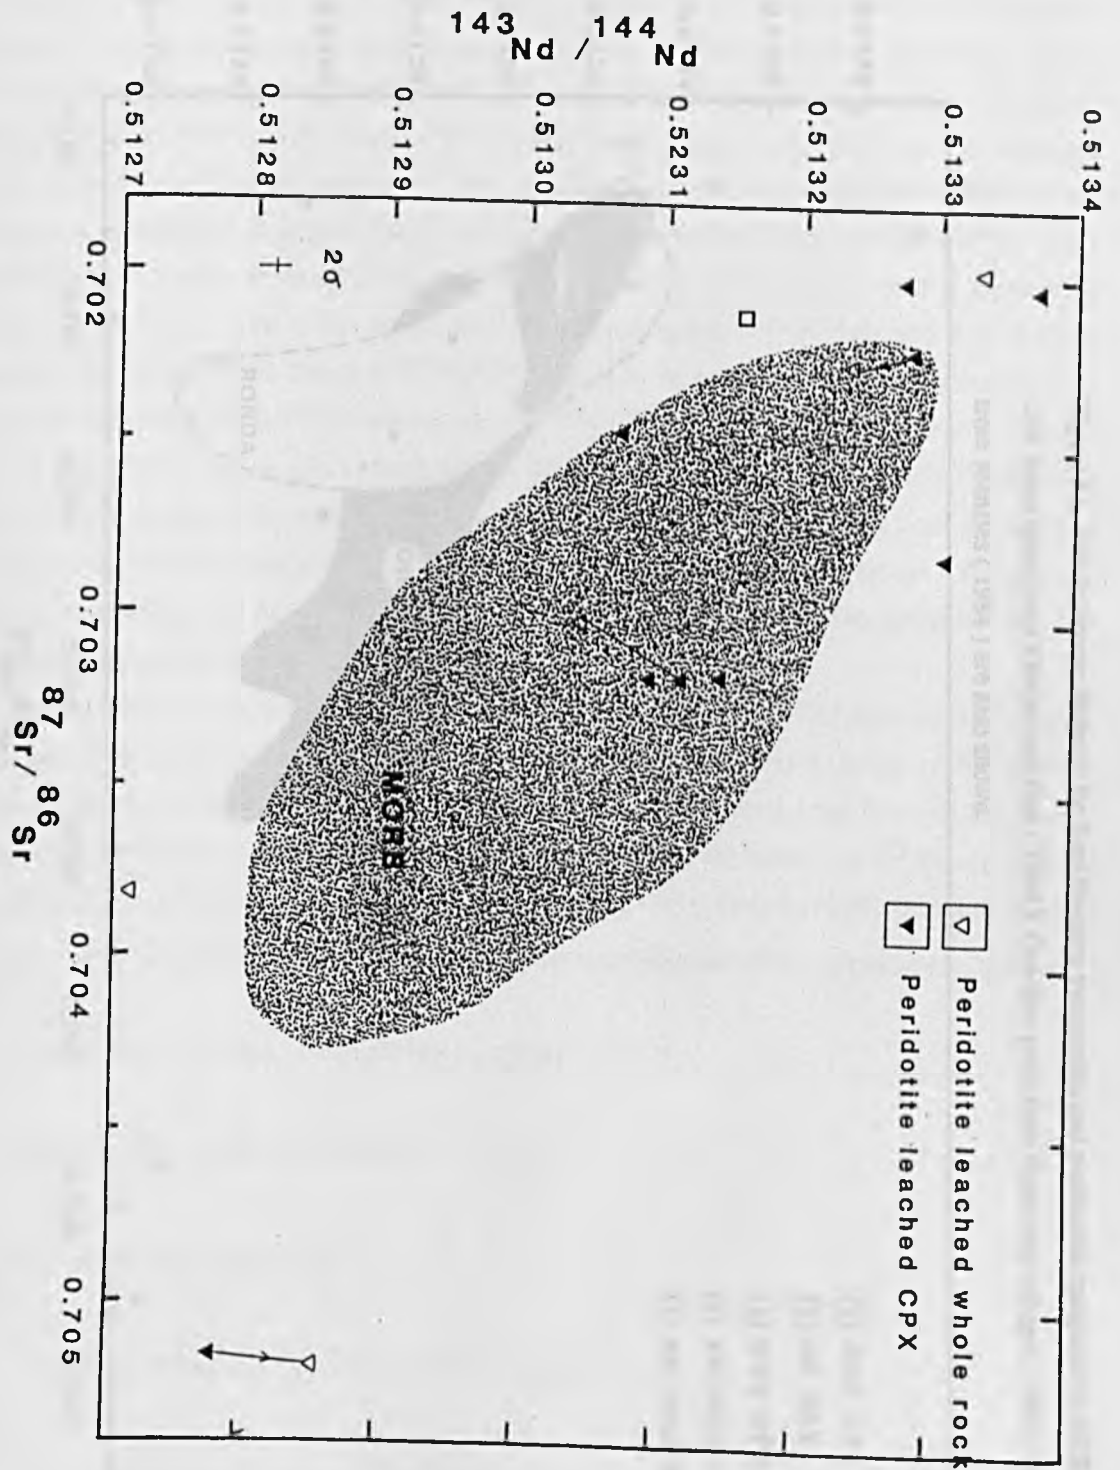 143Nd / 144Nd
0.5134
0.5133
0.5132
0.5231
0.5130
0.5129
0.5128
0.5127
Peridotite leached whole rock
Peridotite leached CPX
MORB
2σ
0.702
0.703
0.704
0.705
87Sr/86Sr
RONDA